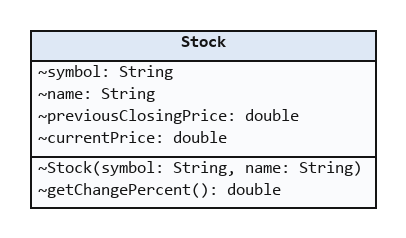 Stock
~symbol: String
~name: String
~previousClosingPrice: double
~currentPrice: double
~Stock(symbol: String, name: String)
~getChangePercent(): double